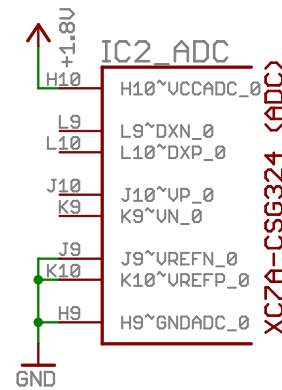 +1.8V
IC2_ADC
H10 H10~VCCADC_0
L9 L9~DXN_0
L10 L10~DXP_0
J10 J10~VP_0
K9 K9~VN_0
J9 J9~VREFN_0
K10 K10~VREFP_0
H9 H9~GNDADC_0
XC7A-CSG324 (ADC)
GND